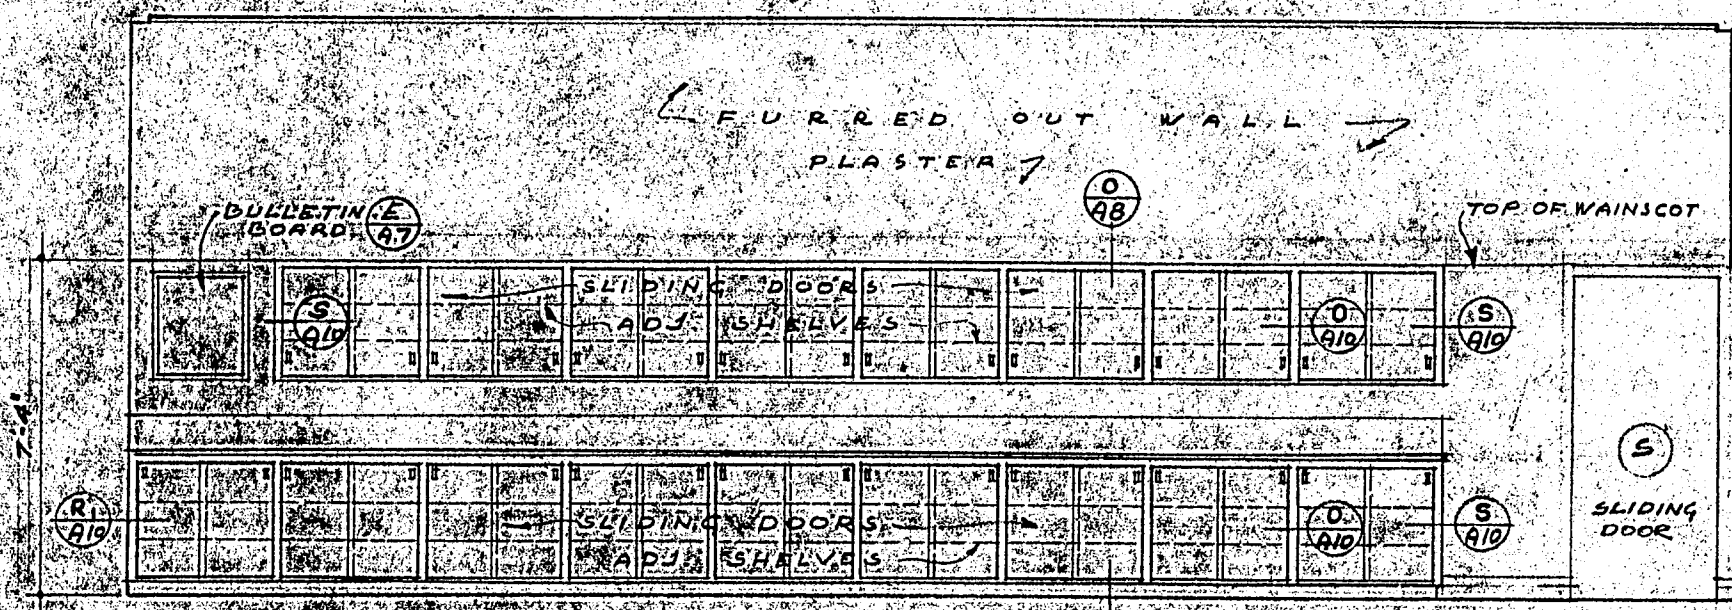 FURRED OUT WALL
PLASTER
O
A8
BULLETIN
BOARD
E
A7
TOP OF WAINSCOT
SLIDING DOORS
ADJ. SHELVES
S
A10
O
A10
S
A10
7'-4"
S
SLIDING
DOOR
R1
A10
SLIDING DOORS
ADJ. SHELVES
O
A10
S
A10